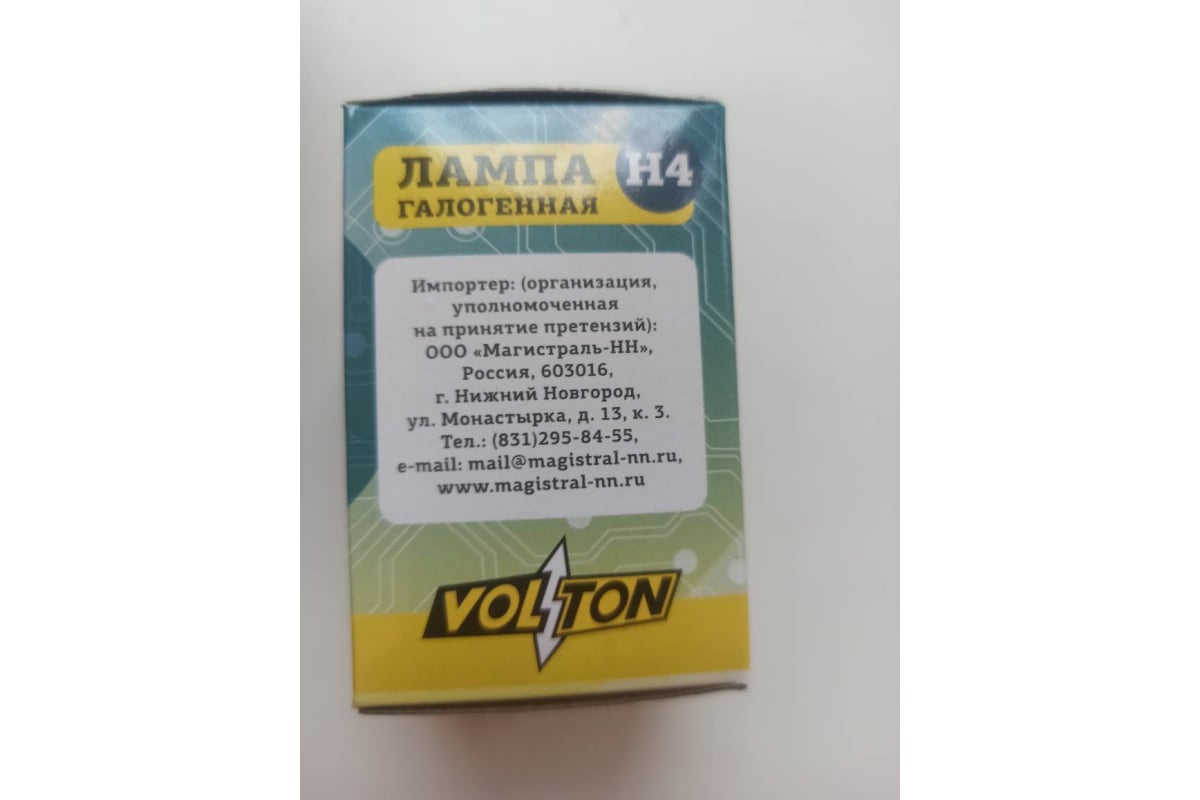 ЛАМПА H4
ГАЛОГЕННАЯ
Импортер: (организация,
уполномоченная
на принятие претензий):
ООО «Магистраль-НН»,
Россия, 603016,
г. Нижний Новгород,
ул. Монастырка, д. 13, к. 3.
Тел.: (831)295-84-55,
e-mail: mail@magistral-nn.ru,
www.magistral-nn.ru
VOLTON